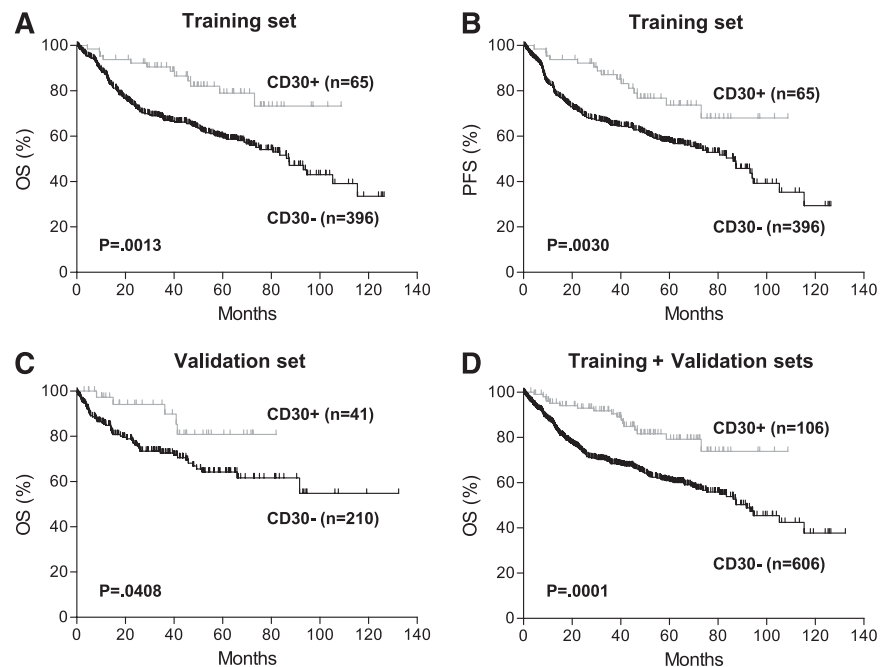 A
Training set
100
80
60
40
20
0
OS (%)
CD30+ (n=65)
CD30- (n=396)
P=.0013
0 20 40 60 80 100 120 140
Months
B
Training set
100
80
60
40
20
0
PFS (%)
CD30+ (n=65)
CD30- (n=396)
P=.0030
0 20 40 60 80 100 120 140
Months
C
Validation set
100
80
60
40
20
0
OS (%)
CD30+ (n=41)
CD30- (n=210)
P=.0408
0 20 40 60 80 100 120 140
Months
D
Training + Validation sets
100
80
60
40
20
0
OS (%)
CD30+ (n=106)
CD30- (n=606)
P=.0001
0 20 40 60 80 100 120 140
Months